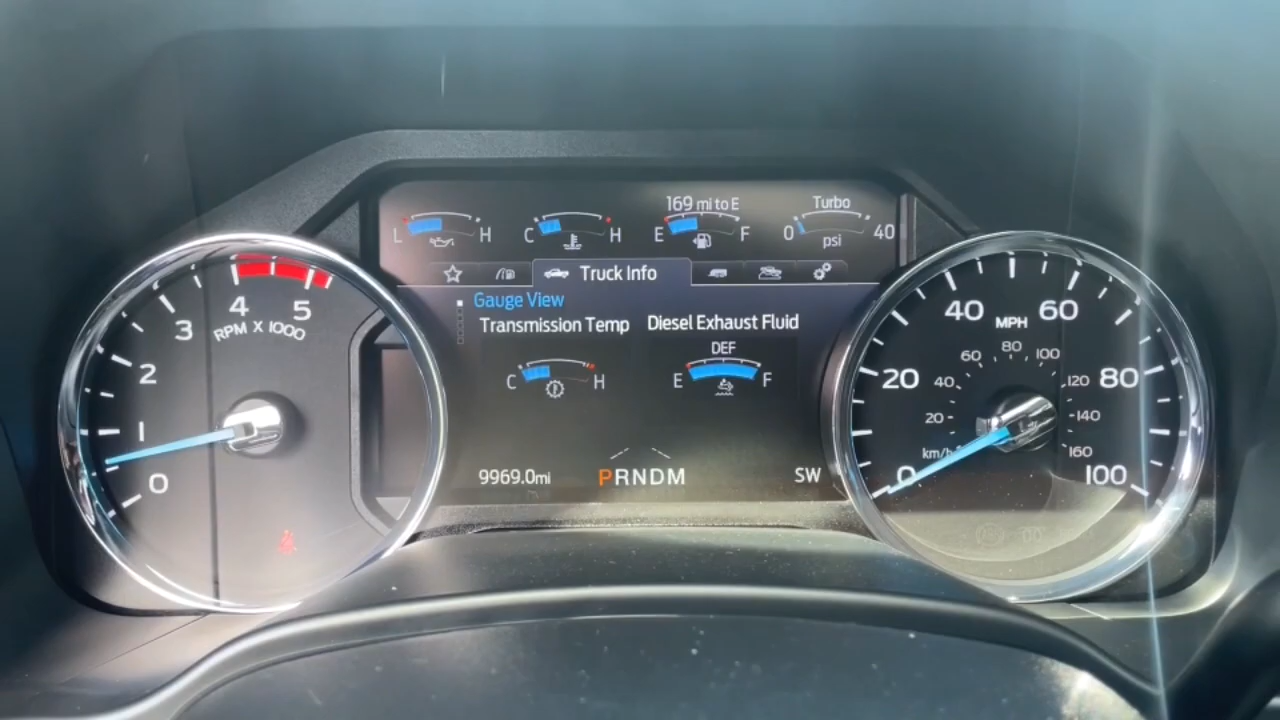 169 mi to E
Turbo
L H C H E F 0 40
psi
Truck Info
Gauge View
Transmission Temp Diesel Exhaust Fluid
DEF
C H E F
9969.0mi PRNDM SW
0 1 2 3 4 5
RPM X 1000
0 20 40 60 80 100
MPH
20 40 60 80 100 120 140 160
km/h